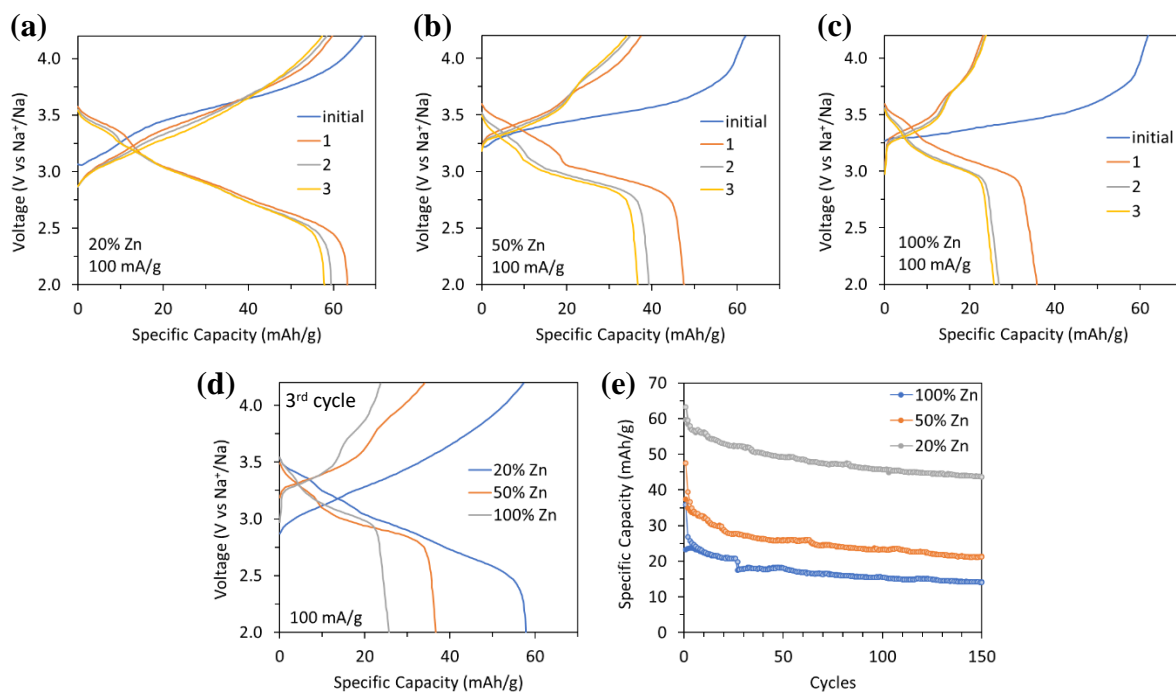 (a)
4.0
3.5
3.0
2.5
2.0
Voltage (V vs Na⁺/Na)
initial
1
2
3
20% Zn
100 mA/g
0 20 40 60
Specific Capacity (mAh/g)
(b)
4.0
3.5
3.0
2.5
2.0
Voltage (V vs Na⁺/Na)
initial
1
2
3
50% Zn
100 mA/g
0 20 40 60
Specific Capacity (mAh/g)
(c)
4.0
3.5
3.0
2.5
2.0
Voltage (V vs Na⁺/Na)
initial
1
2
3
100% Zn
100 mA/g
0 20 40 60
Specific Capacity (mAh/g)
(d)
3ʳᵈ cycle
4.0
3.5
3.0
2.5
2.0
Voltage (V vs Na⁺/Na)
20% Zn
50% Zn
100% Zn
100 mA/g
0 20 40 60
Specific Capacity (mAh/g)
(e)
70
60
50
40
30
20
10
0
Specific Capacity (mAh/g)
100% Zn
50% Zn
20% Zn
0 50 100 150
Cycles